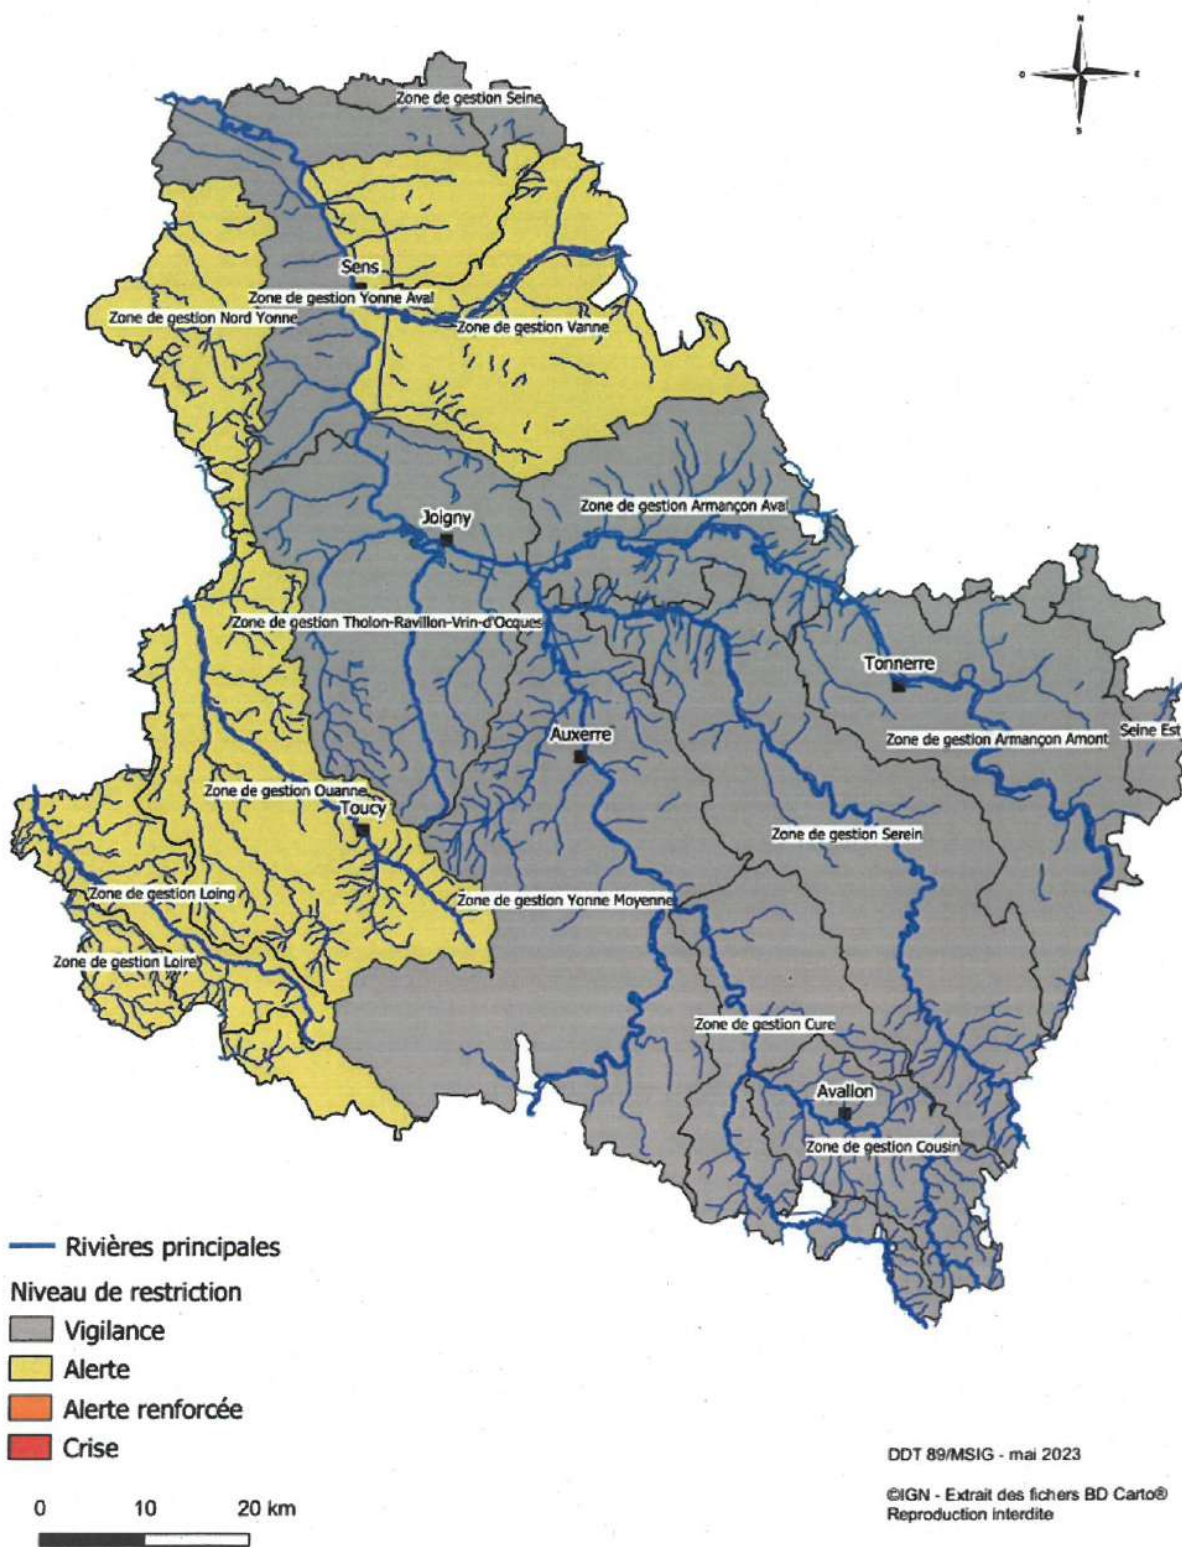 N
O
E
S
Zone de gestion Seine
Sens
Zone de gestion Yonne Aval
Zone de gestion Nord Yonne
Zone de gestion Vanne
Zone de gestion Armançon Aval
Joigny
Zone de gestion Tholon-Ravillon-Vrin-d'Ocques
Tonnerre
Seine Est
Auxerre
Zone de gestion Armançon Amont
Zone de gestion Ouanne
Toucy
Zone de gestion Serein
Zone de gestion Loing
Zone de gestion Yonne Moyenne
Zone de gestion Loire
Zone de gestion Cure
Avallon
Zone de gestion Cousin
Rivières principales
Niveau de restriction
Vigilance
Alerte
Alerte renforcée
Crise
0 10 20 km
DDT 89/MSIG - mai 2023
©IGN - Extrait des fichers BD Carto®
Reproduction interdite